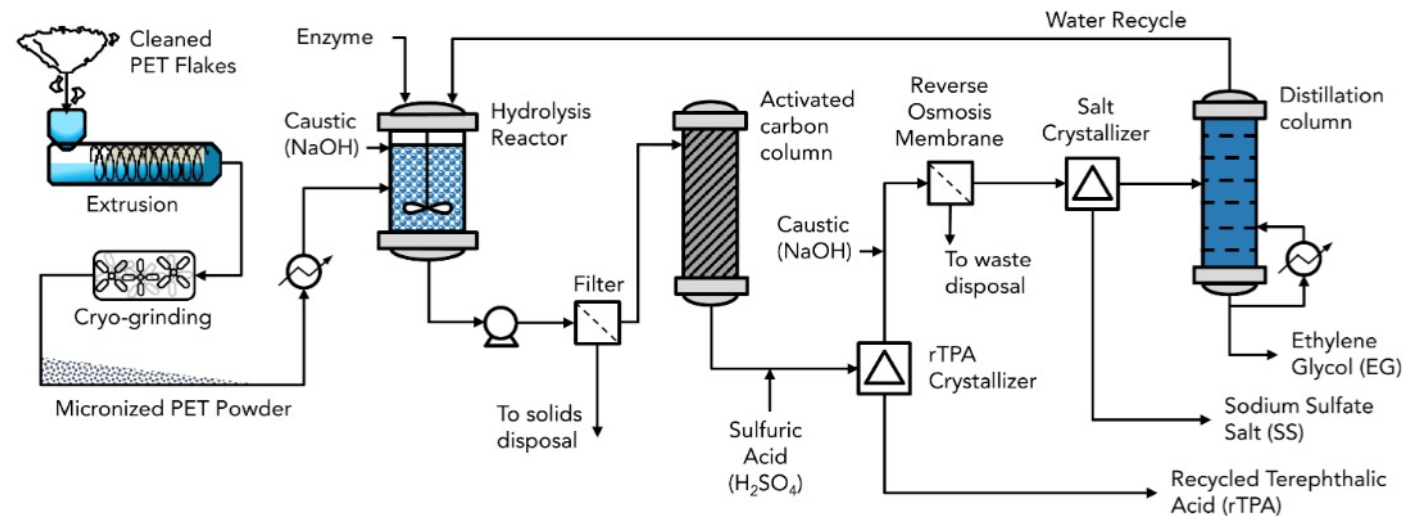 Water Recycle
Cleaned
PET Flakes
Enzyme
Caustic
(NaOH)
Hydrolysis
Reactor
Activated
carbon
column
Reverse
Osmosis
Membrane
Salt
Crystallizer
Distillation
column
Extrusion
Cryo-grinding
Micronized PET Powder
Filter
To solids
disposal
Caustic
(NaOH)
To waste
disposal
rTPA
Crystallizer
Sulfuric
Acid
(H₂SO₄)
Ethylene
Glycol (EG)
Sodium Sulfate
Salt (SS)
Recycled Terephthalic
Acid (rTPA)